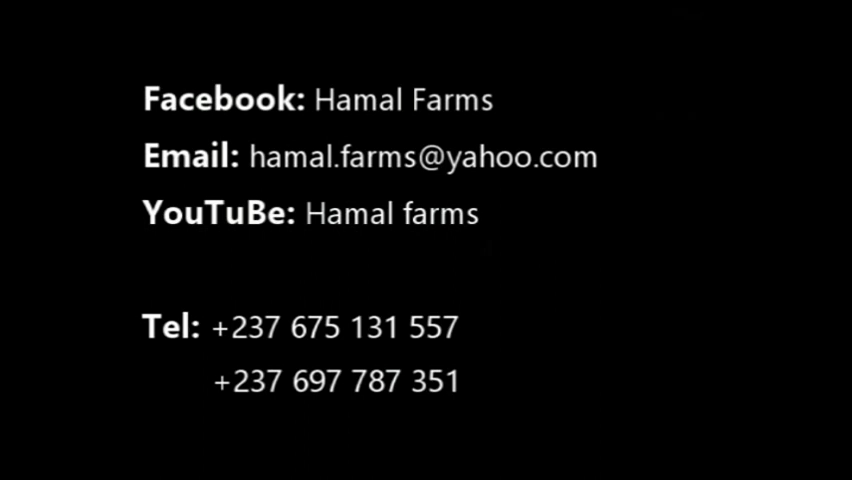 Facebook: Hamal Farms
Email: hamal.farms@yahoo.com
YouTuBe: Hamal farms
Tel: +237 675 131 557
+237 697 787 351